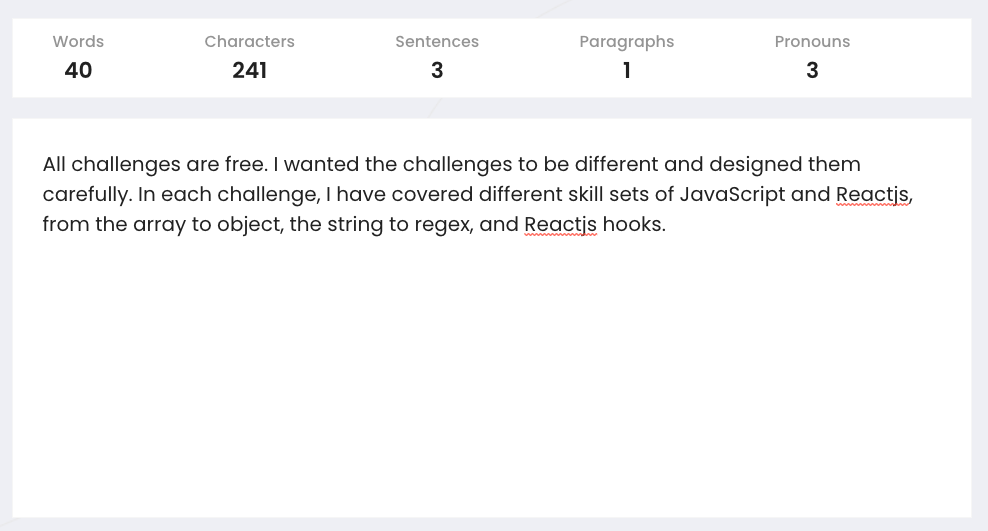 Words Characters Sentences Paragraphs Pronouns
40 241 3 1 3
All challenges are free. I wanted the challenges to be different and designed them
carefully. In each challenge, I have covered different skill sets of JavaScript and Reactjs,
from the array to object, the string to regex, and Reactjs hooks.